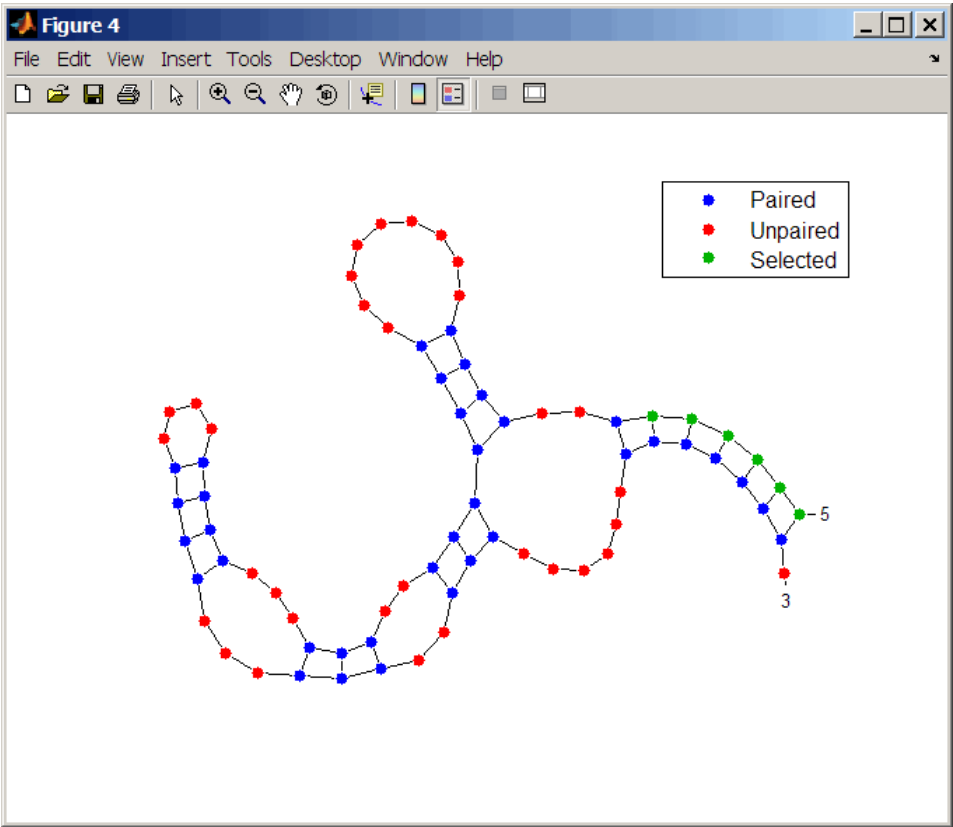 Figure 4
File Edit View Insert Tools Desktop Window Help
Paired
Unpaired
Selected
5
3